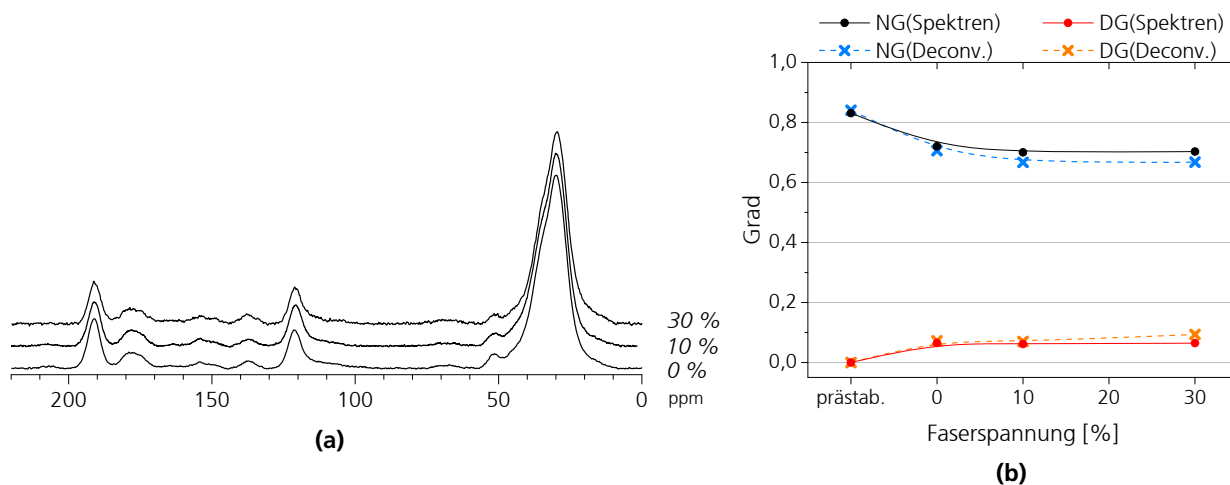 30 %
10 %
0 %
200 150 100 50 0 ppm
(a)
NG(Spektren) DG(Spektren)
NG(Deconv.) DG(Deconv.)
1,0
0,8
0,6
0,4
0,2
0,0
Grad
prästab. 0 10 20 30
Faserspannung [%]
(b)